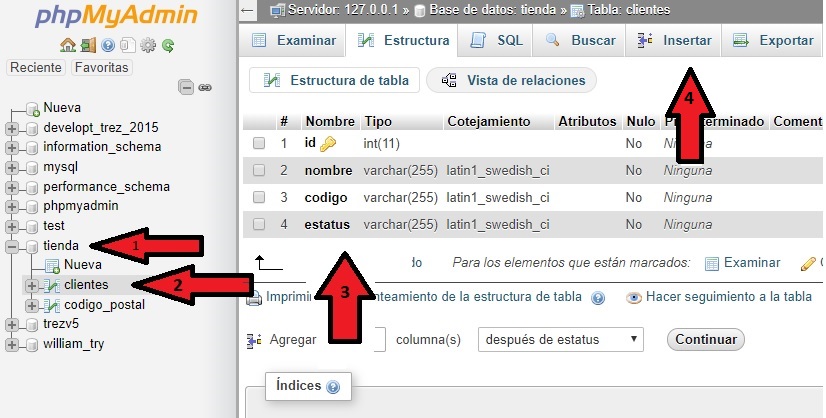 phpMyAdmin
Reciente Favoritas
Nueva
developt_trez_2015
information_schema
mysql
performance_schema
phpmyadmin
test
tienda
Nueva
clientes
codigo_postal
trezv5
william_try
1
2
Servidor: 127.0.0.1 » Base de datos: tienda » Tabla: clientes
Examinar Estructura SQL Buscar Insertar Exportar
Estructura de tabla Vista de relaciones
4
# Nombre Tipo Cotejamiento Atributos Nulo Pr terminado Coment
1 id int(11) No Ninguna
2 nombre varchar(255) latin1_swedish_ci No Ninguna
3 codigo varchar(255) latin1_swedish_ci No Ninguna
4 estatus varchar(255) latin1_swedish_ci No Ninguna
3
do Para los elementos que están marcados: Examinar C
Imprimir nteamiento de la estructura de tabla Hacer seguimiento a la tabla
Agregar columna(s) después de estatus Continuar
Índices